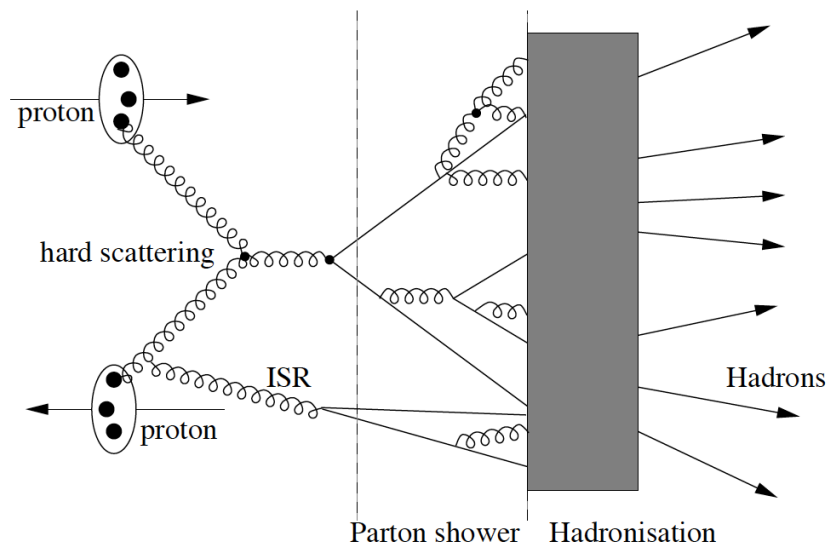 proton
hard scattering
ISR
Hadrons
proton
Parton shower
Hadronisation